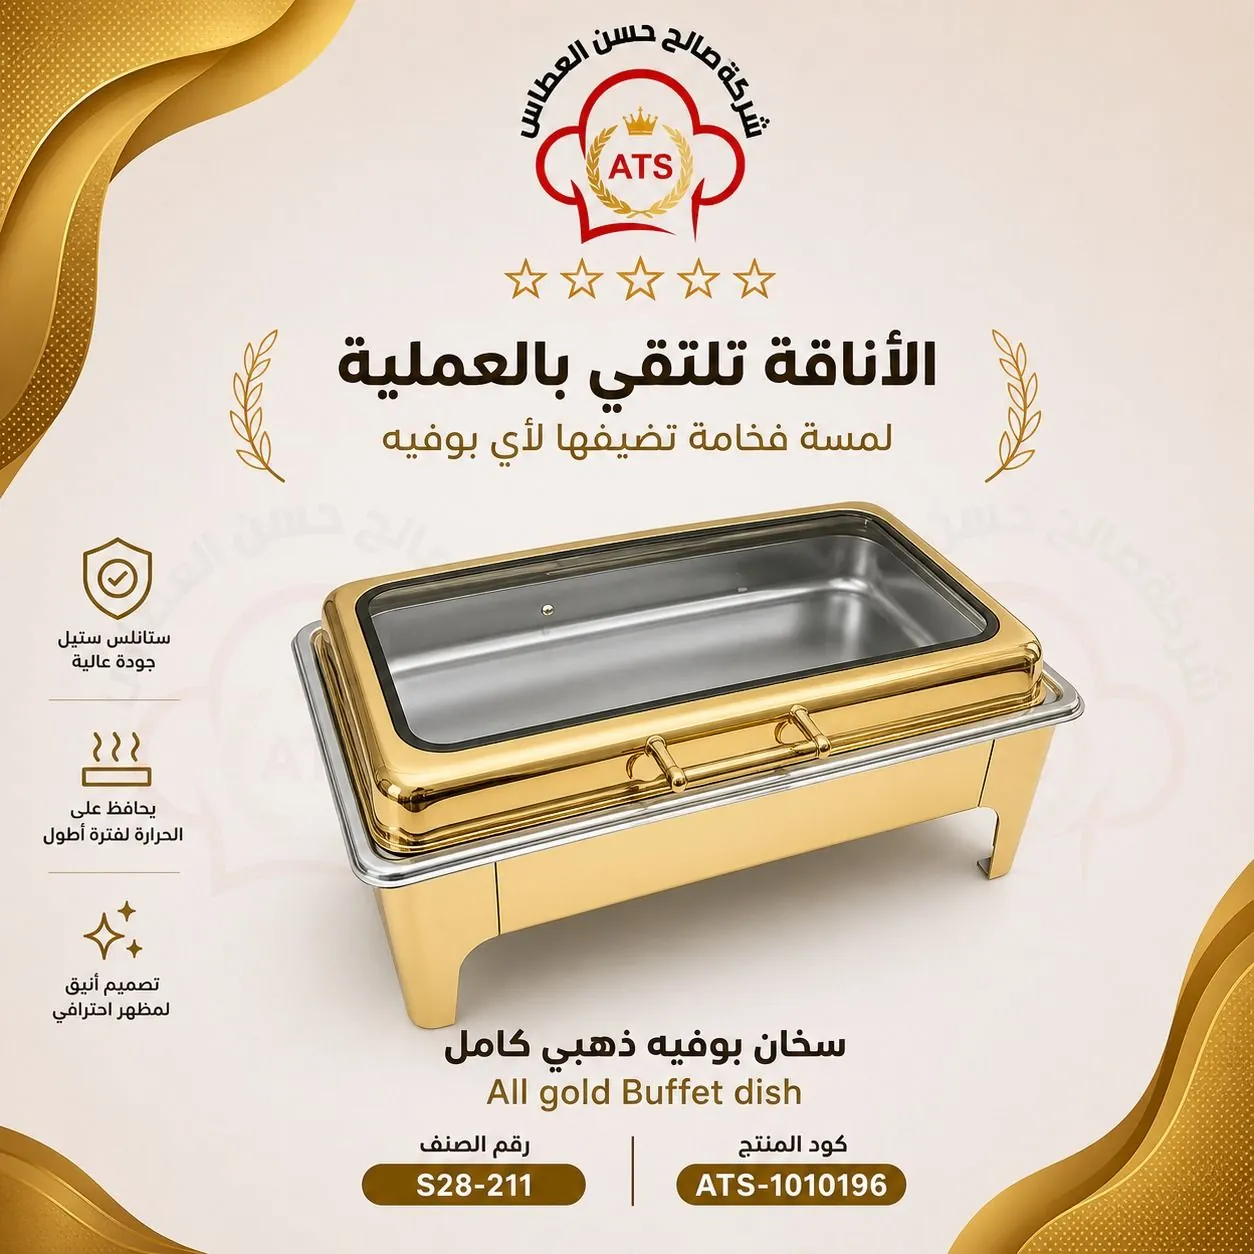 شركة صالح حسن العطاس
ATS
الأناقة تلتقي بالعملية
لمسة فخامة تضيفها لأي بوفيه
ستانلس ستيل
جودة عالية
يحافظ على
الحرارة لفترة أطول
تصميم أنيق
لمظهر احترافي
سخان بوفيه ذهبي كامل
All gold Buffet dish
كود المنتج
ATS-1010196
رقم الصنف
S28-211